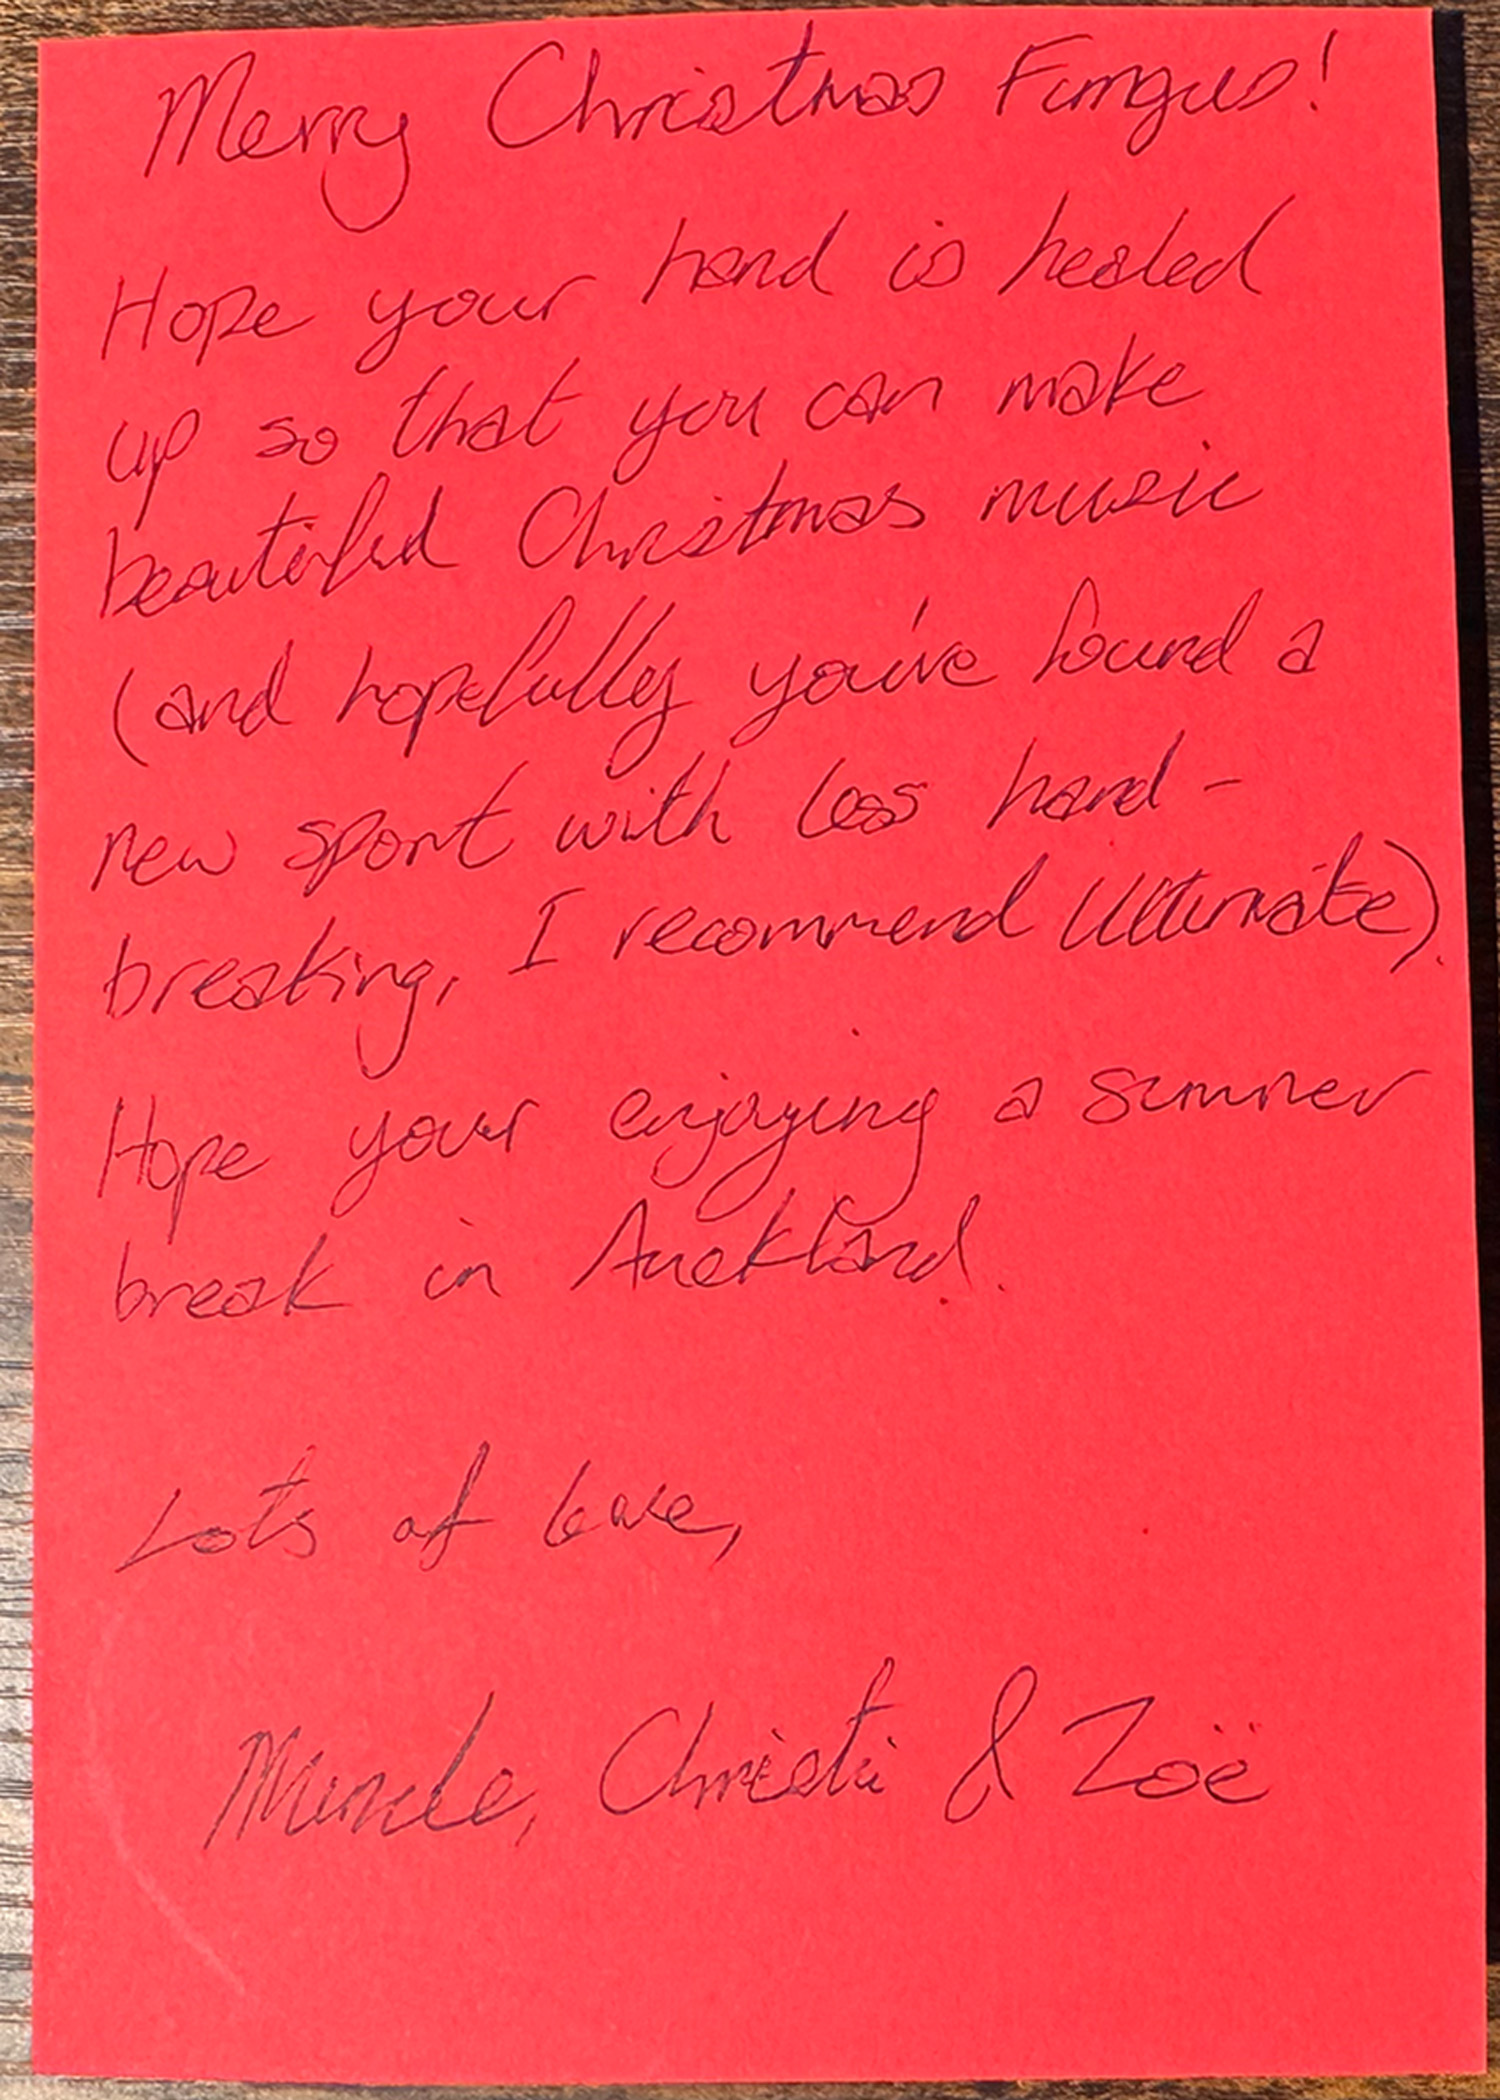 Merry Christmas Fungus!
Hope your hand is healed
up so that you can make
beautiful Christmas music
(and hopefully you've found a
new sport with less hand-
breaking, I recommend Ultimate).
Hope your enjoying a summer
break in Auckland.
Lots of love,
Muncle, Christi & Zoë